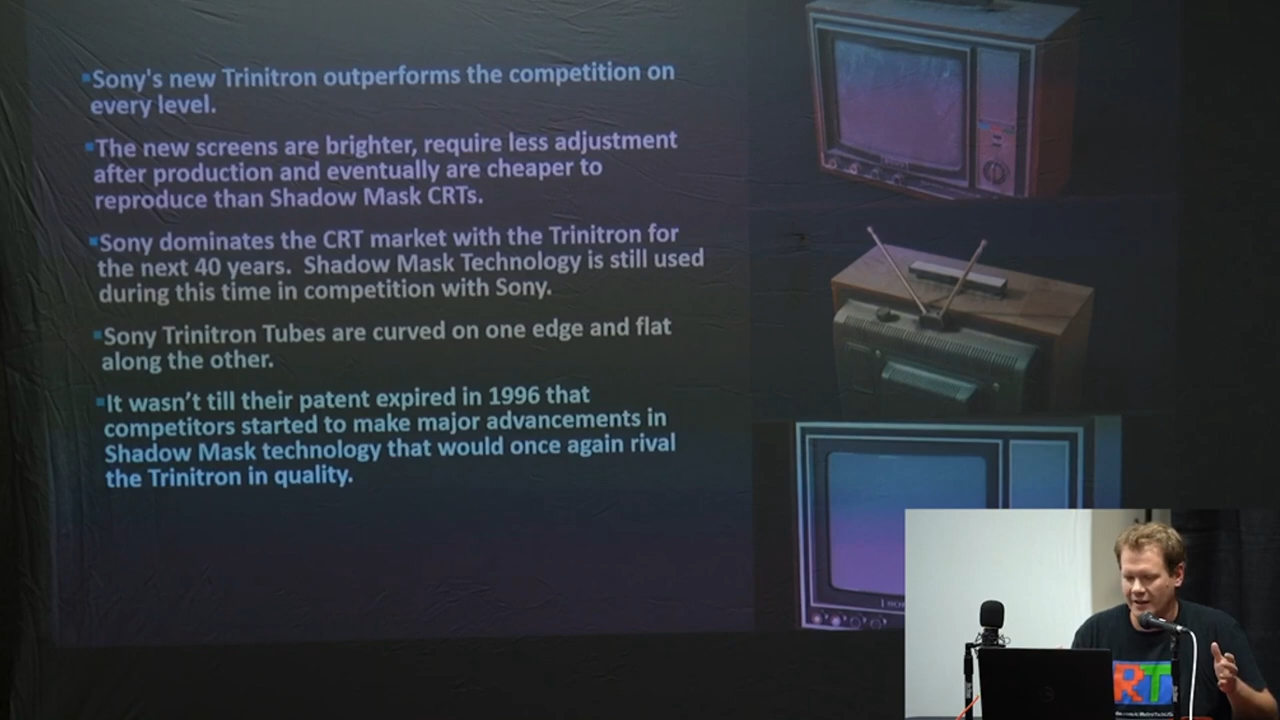 Sony's new Trinitron outperforms the competition on
every level.
The new screens are brighter, require less adjustment
after production and eventually are cheaper to
reproduce than Shadow Mask CRTs.
Sony dominates the CRT market with the Trinitron for
the next 40 years. Shadow Mask Technology is still used
during this time in competition with Sony.
Sony Trinitron Tubes are curved on one edge and flat
along the other.
It wasn't till their patent expired in 1996 that
competitors started to make major advancements in
Shadow Mask technology that would once again rival
the Trinitron in quality.
RT